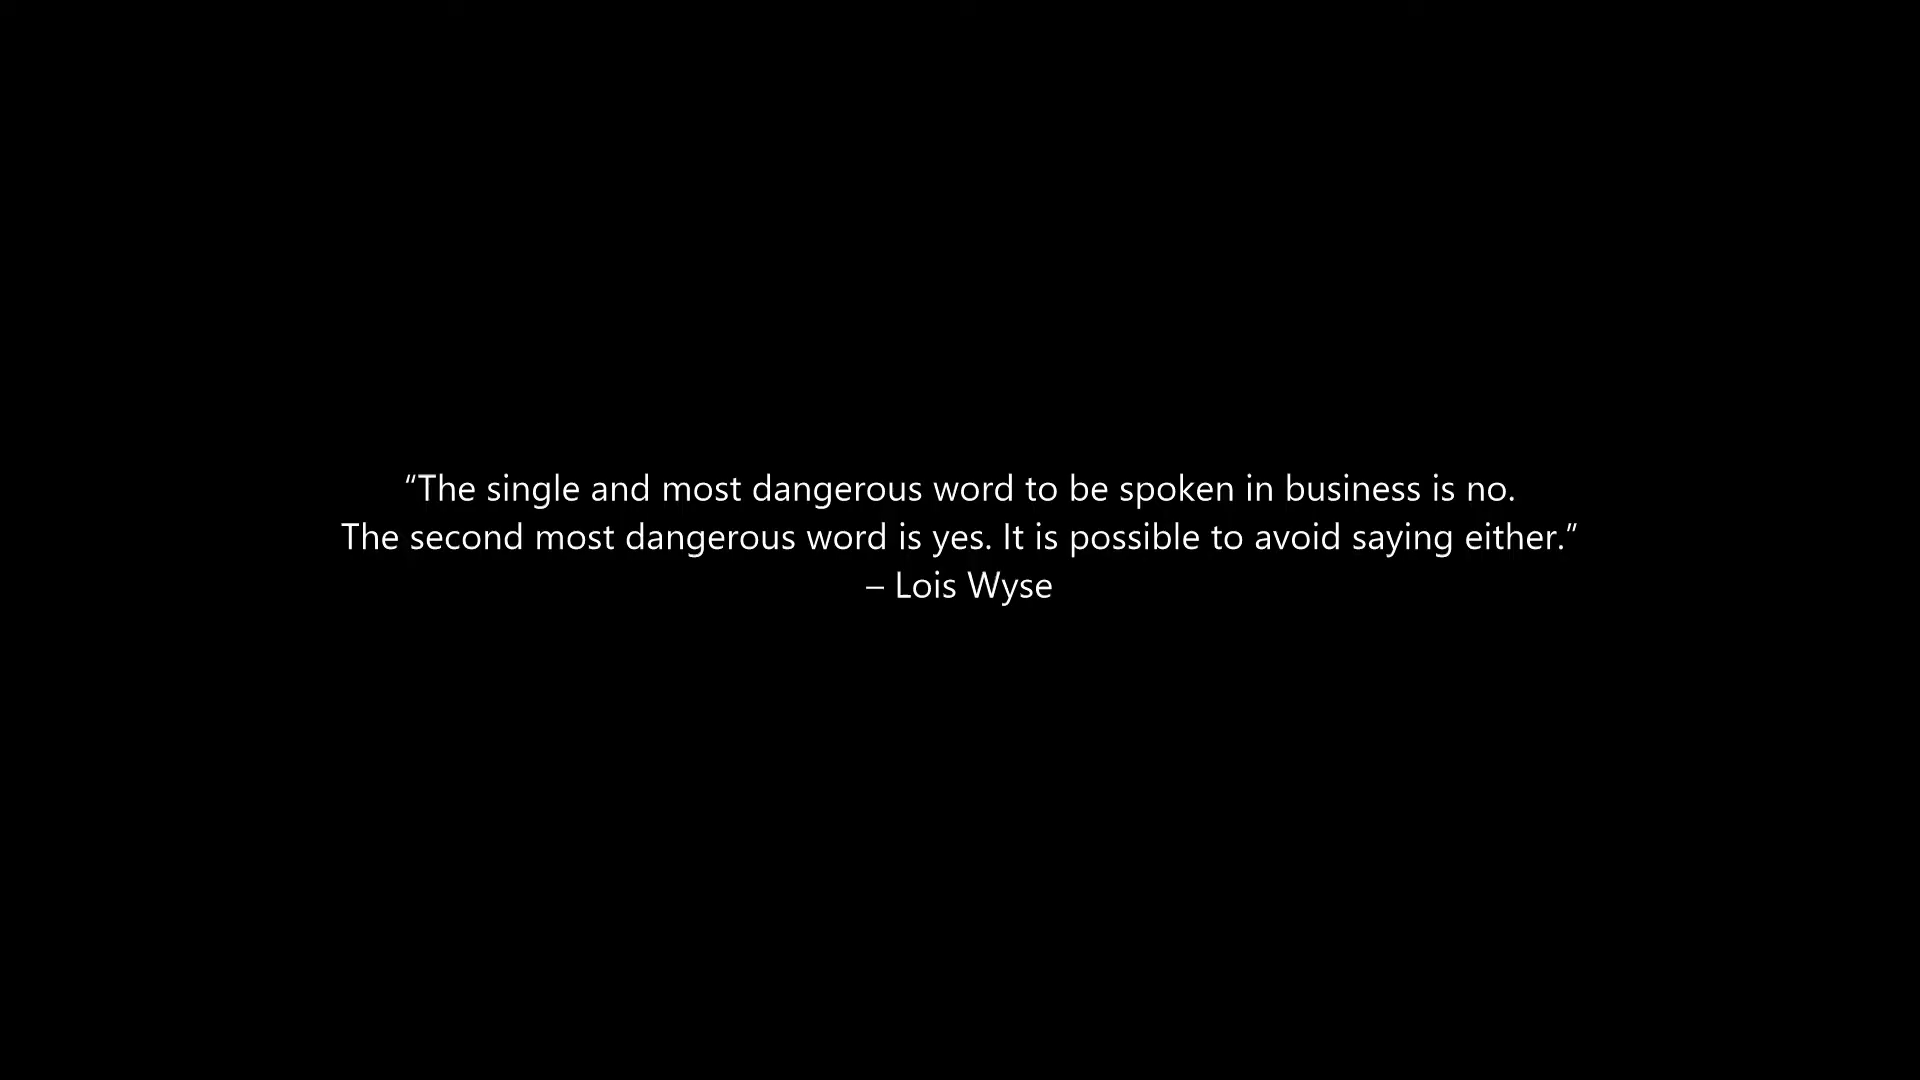 “The single and most dangerous word to be spoken in business is no.
The second most dangerous word is yes. It is possible to avoid saying either.”
– Lois Wyse